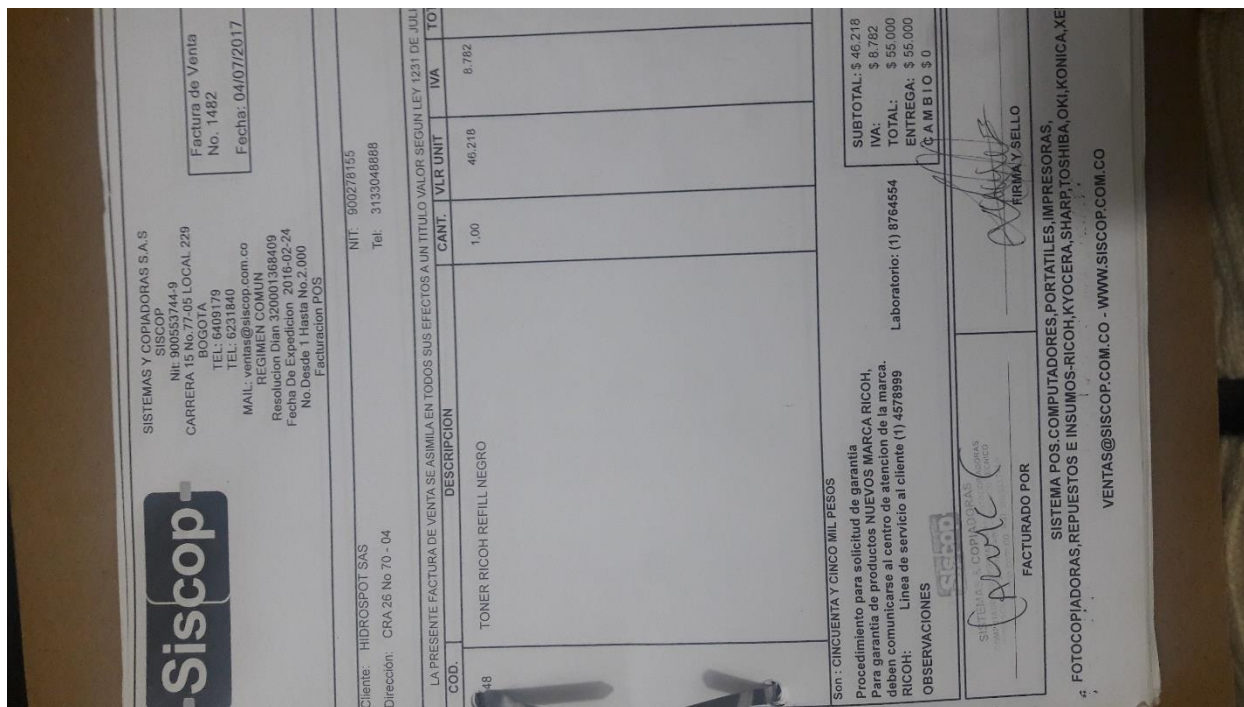 Siscop
SISTEMAS Y COPIADORAS S.A.S
SISCOP
Nit: 900553744-9
CARRERA 15 No.77-05 LOCAL 229
BOGOTA
TEL: 6409179
TEL: 6231840
MAIL: ventas@siscop.com.co
REGIMEN COMUN
Resolucion Dian 320001368409
Fecha De Expedicion 2016-02-24
No.Desde 1 Hasta No.2.000
Facturacion POS
Factura de Venta
No. 1482
Fecha: 04/07/2017
Cliente: HIDROSPOT SAS NIT: 900278155
Dirección: CRA 26 No 70 - 04 Tel: 3133048888
LA PRESENTE FACTURA DE VENTA SE ASIMILA EN TODOS SUS EFECTOS A UN TITULO VALOR SEGUN LEY 1231 DE JULI
COD. DESCRIPCION CANT. VLR UNIT IVA TOT
48 TONER RICOH REFILL NEGRO 1,00 46.218 8.782
Son : CINCUENTA Y CINCO MIL PESOS
Procedimiento para solicitud de garantia
Para garantia de productos NUEVOS MARCA RICOH,
deben comunicarse al centro de atencion de la marca.
RICOH: Linea de servicio al cliente (1) 4578999 Laboratorio: (1) 8764554
OBSERVACIONES
SUBTOTAL: $ 46.218
IVA: $ 8.782
TOTAL: $ 55.000
ENTREGA: $ 55.000
CAMBIO $ 0
Siscop
SISTEMAS Y COPIADORAS
FACTURADO POR FIRMA Y SELLO
SISTEMA POS.COMPUTADORES,PORTATILES,IMPRESORAS,
FOTOCOPIADORAS,REPUESTOS E INSUMOS-RICOH,KYOCERA,SHARP,TOSHIBA,OKI,KONICA,XE
VENTAS@SISCOP.COM.CO - WWW.SISCOP.COM.CO